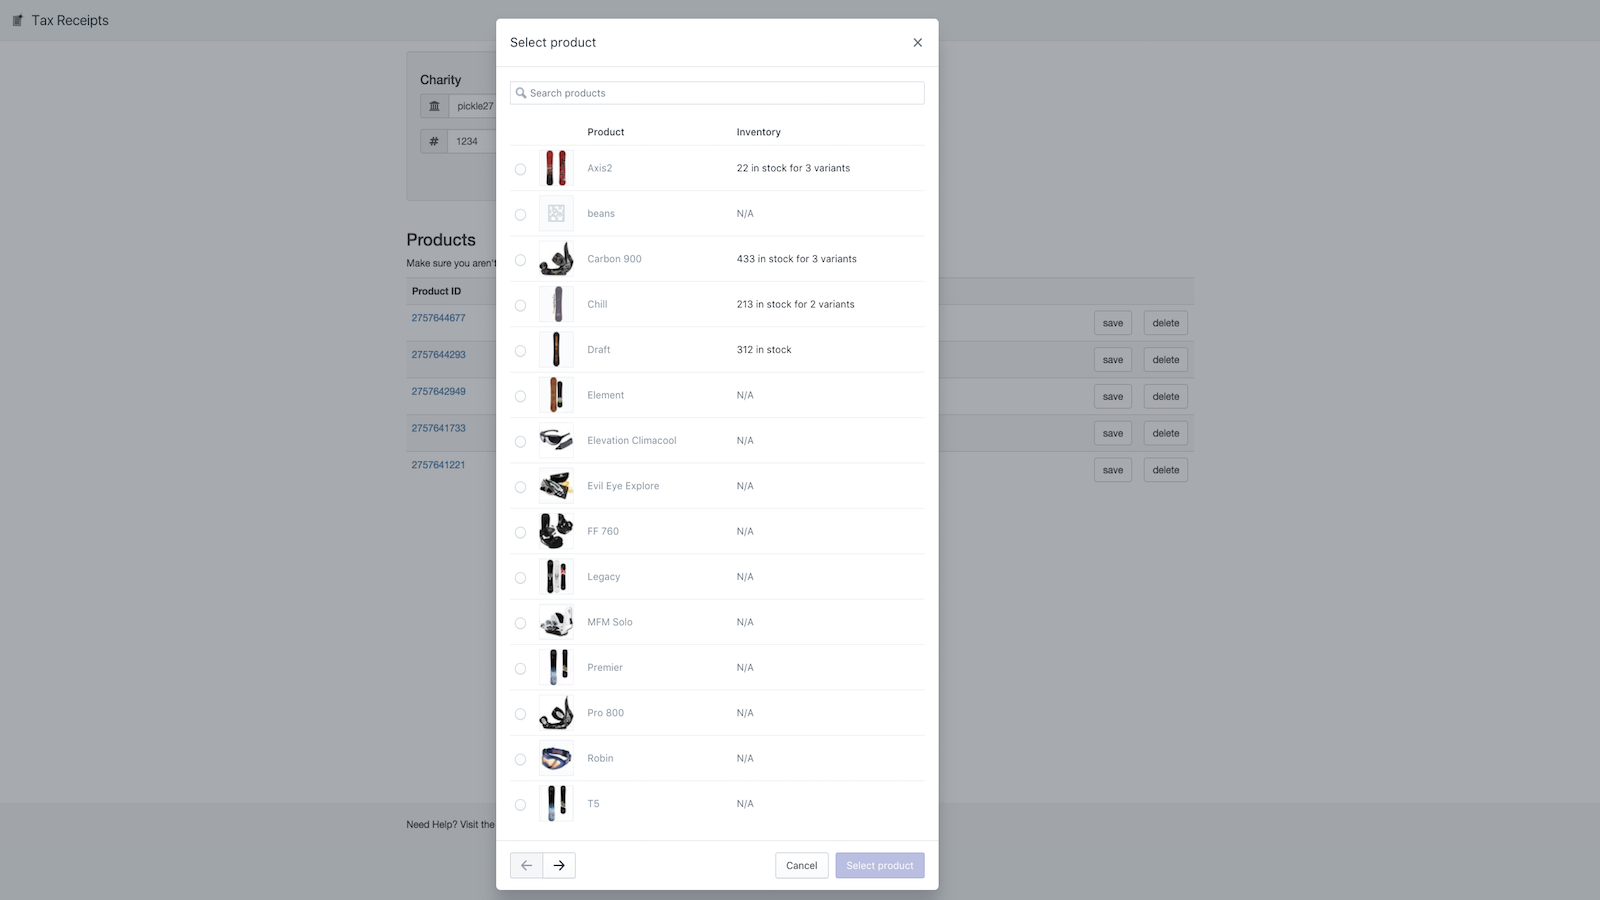 Tax Receipts
Select product
Search products
Product Inventory
Axis2 22 in stock for 3 variants
beans N/A
Carbon 900 433 in stock for 3 variants
Chill 213 in stock for 2 variants
Draft 312 in stock
Element N/A
Elevation Climacool N/A
Evil Eye Explore N/A
FF 760 N/A
Legacy N/A
MFM Solo N/A
Premier N/A
Pro 800 N/A
Robin N/A
T5 N/A
Cancel Select product
Charity
pickle27
# 1234
Products
Make sure you aren't
Product ID
2757644677 save delete
2757644293 save delete
2757642949 save delete
2757641733 save delete
2757641221 save delete
Need Help? Visit the